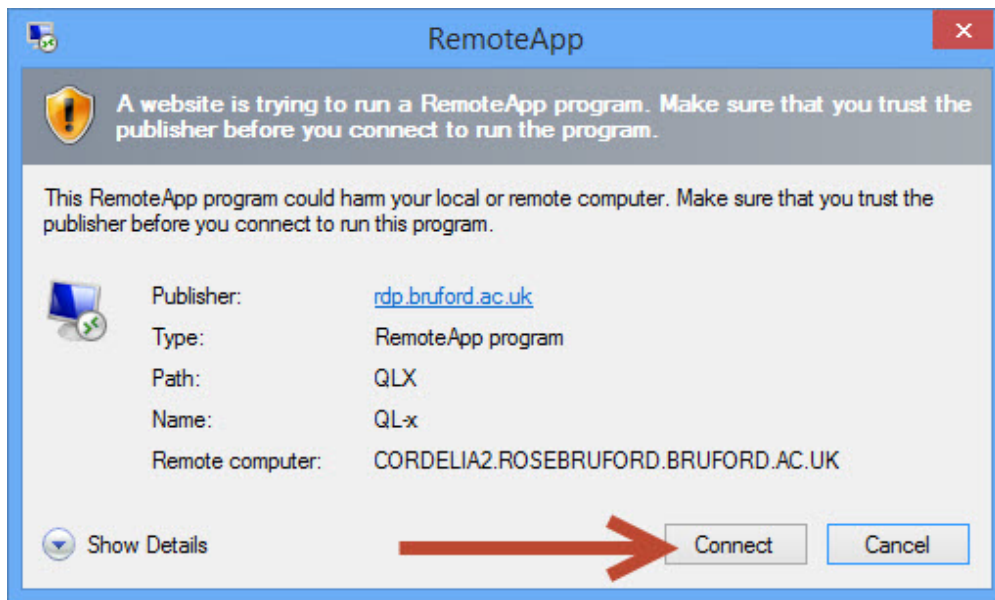 RemoteApp
A website is trying to run a RemoteApp program. Make sure that you trust the
publisher before you connect to run the program.
This RemoteApp program could harm your local or remote computer. Make sure that you trust the
publisher before you connect to run this program.
Publisher: rdp.bruford.ac.uk
Type: RemoteApp program
Path: QLX
Name: QL-x
Remote computer: CORDELIA2.ROSEBRUFORD.BRUFORD.AC.UK
Show Details Connect Cancel